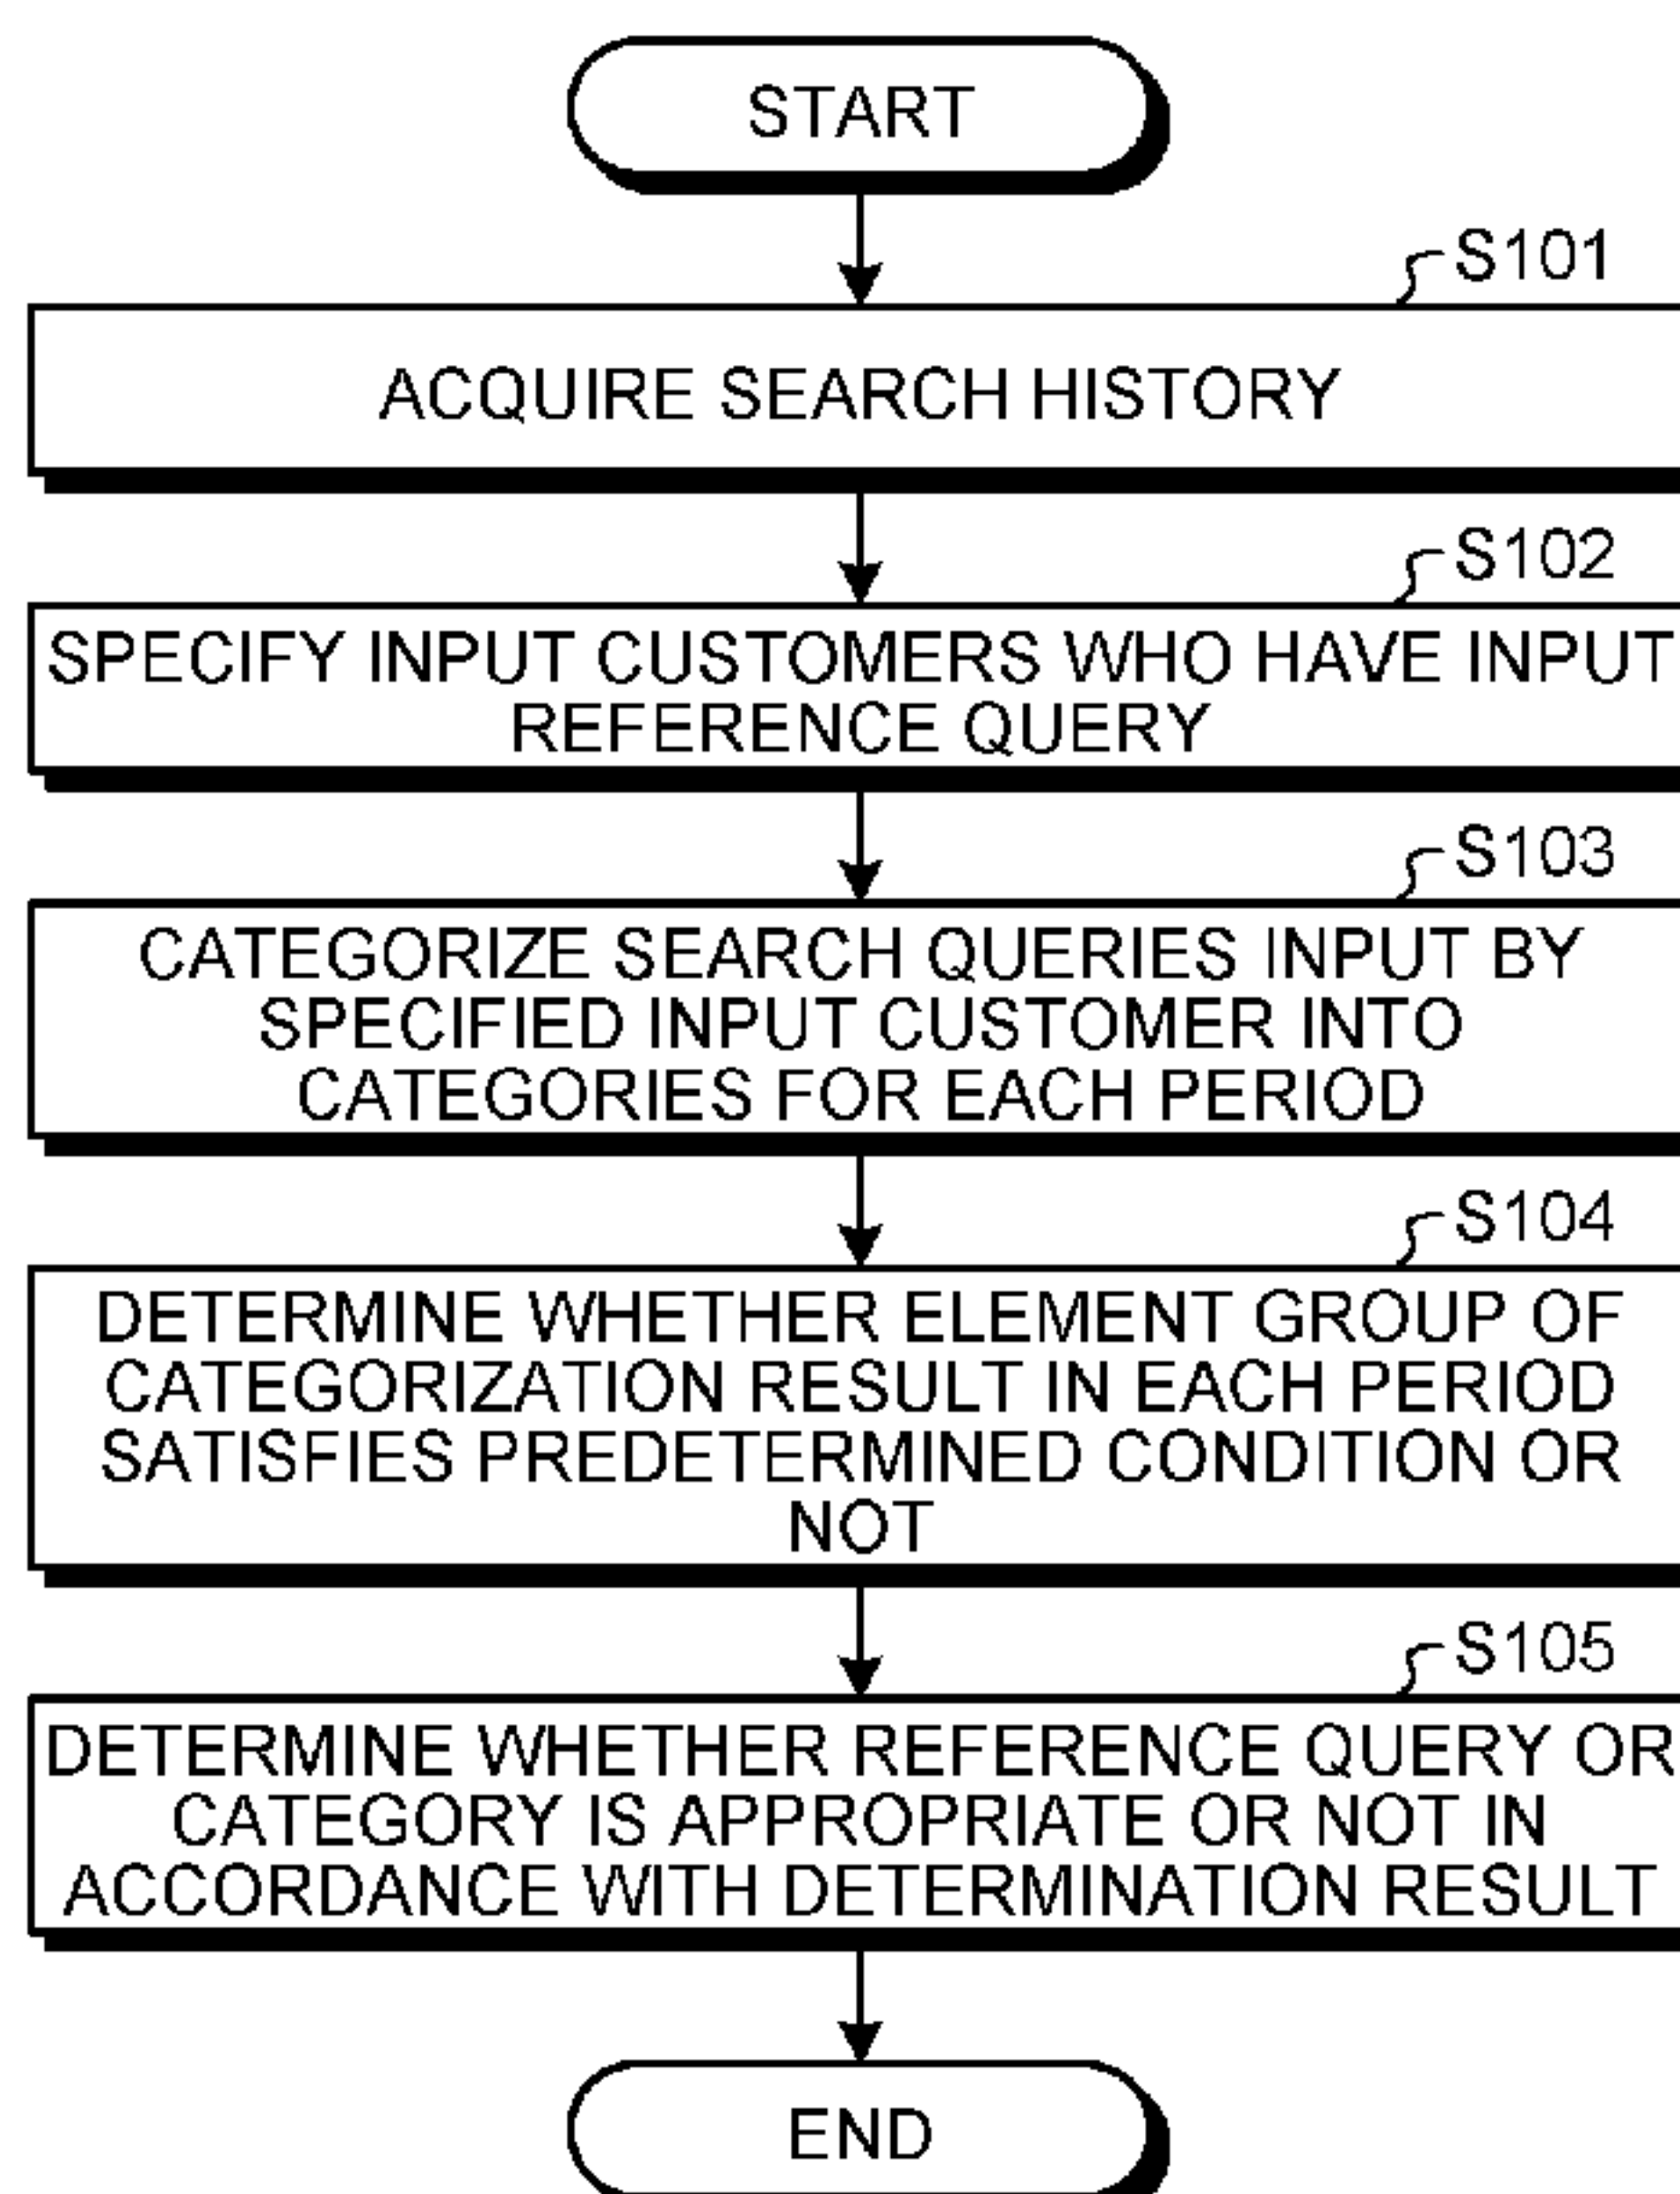 START
S101
ACQUIRE SEARCH HISTORY
S102
SPECIFY INPUT CUSTOMERS WHO HAVE INPUT
REFERENCE QUERY
S103
CATEGORIZE SEARCH QUERIES INPUT BY
SPECIFIED INPUT CUSTOMER INTO
CATEGORIES FOR EACH PERIOD
S104
DETERMINE WHETHER ELEMENT GROUP OF
CATEGORIZATION RESULT IN EACH PERIOD
SATISFIES PREDETERMINED CONDITION OR
NOT
S105
DETERMINE WHETHER REFERENCE QUERY OR
CATEGORY IS APPROPRIATE OR NOT IN
ACCORDANCE WITH DETERMINATION RESULT
END